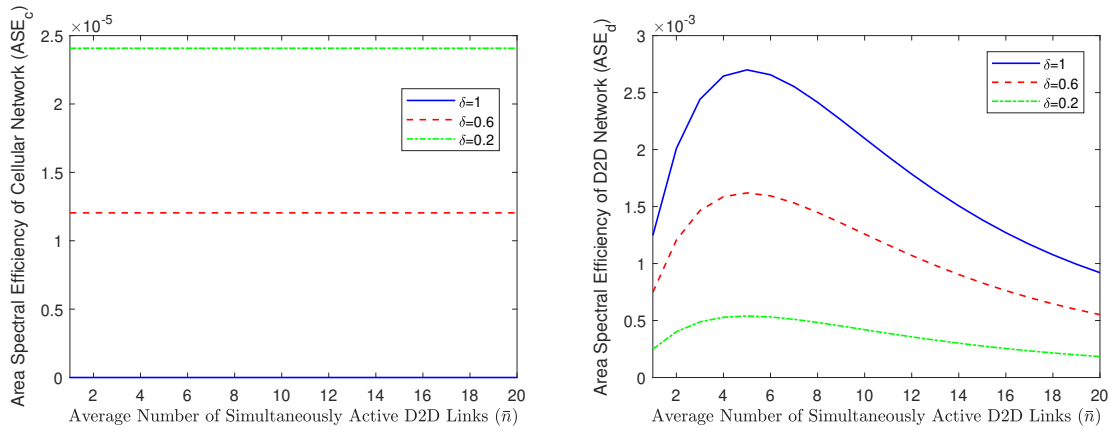 ×10⁻⁵
Area Spectral Efficiency of Cellular Network (ASE_c)
2.5
2
1.5
1
0.5
0
δ=1
δ=0.6
δ=0.2
2 4 6 8 10 12 14 16 18 20
Average Number of Simultaneously Active D2D Links (n̄)
×10⁻³
Area Spectral Efficiency of D2D Network (ASE_d)
3
2.5
2
1.5
1
0.5
0
δ=1
δ=0.6
δ=0.2
2 4 6 8 10 12 14 16 18 20
Average Number of Simultaneously Active D2D Links (n̄)